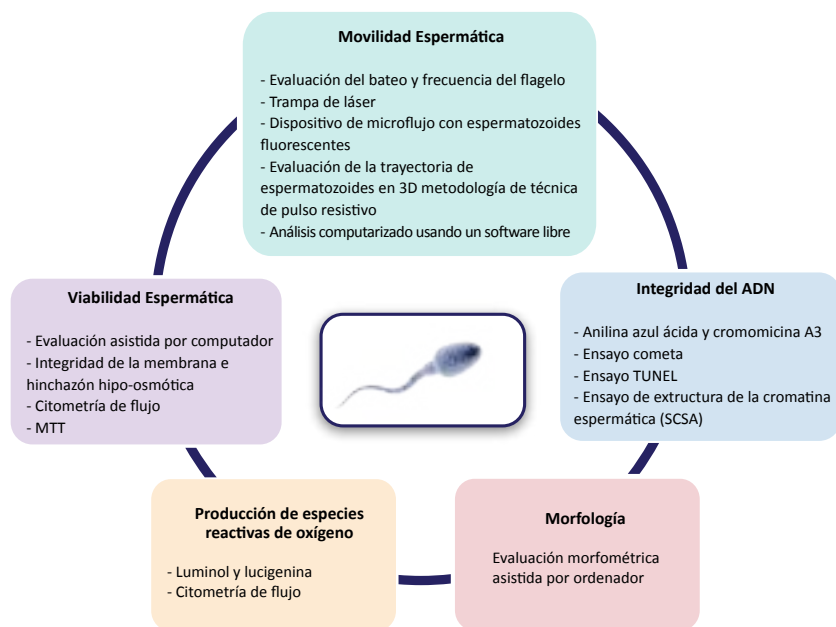 Movilidad Espermática
- Evaluación del bateo y frecuencia del flagelo
- Trampa de láser
- Dispositivo de microflujo con espermatozoides
fluorescentes
- Evaluación de la trayectoria de
espermatozoides en 3D metodología de técnica
de pulso resistivo
- Análisis computarizado usando un software libre
Viabilidad Espermática
- Evaluación asistida por computador
- Integridad de la membrana e
hinchazón hipo-osmótica
- Citometría de flujo
- MTT
Integridad del ADN
- Anilina azul ácida y cromomicina A3
- Ensayo cometa
- Ensayo TUNEL
- Ensayo de estructura de la cromatina
espermática (SCSA)
Producción de especies
reactivas de oxígeno
- Luminol y lucigenina
- Citometría de flujo
Morfología
Evaluación morfométrica
asistida por ordenador